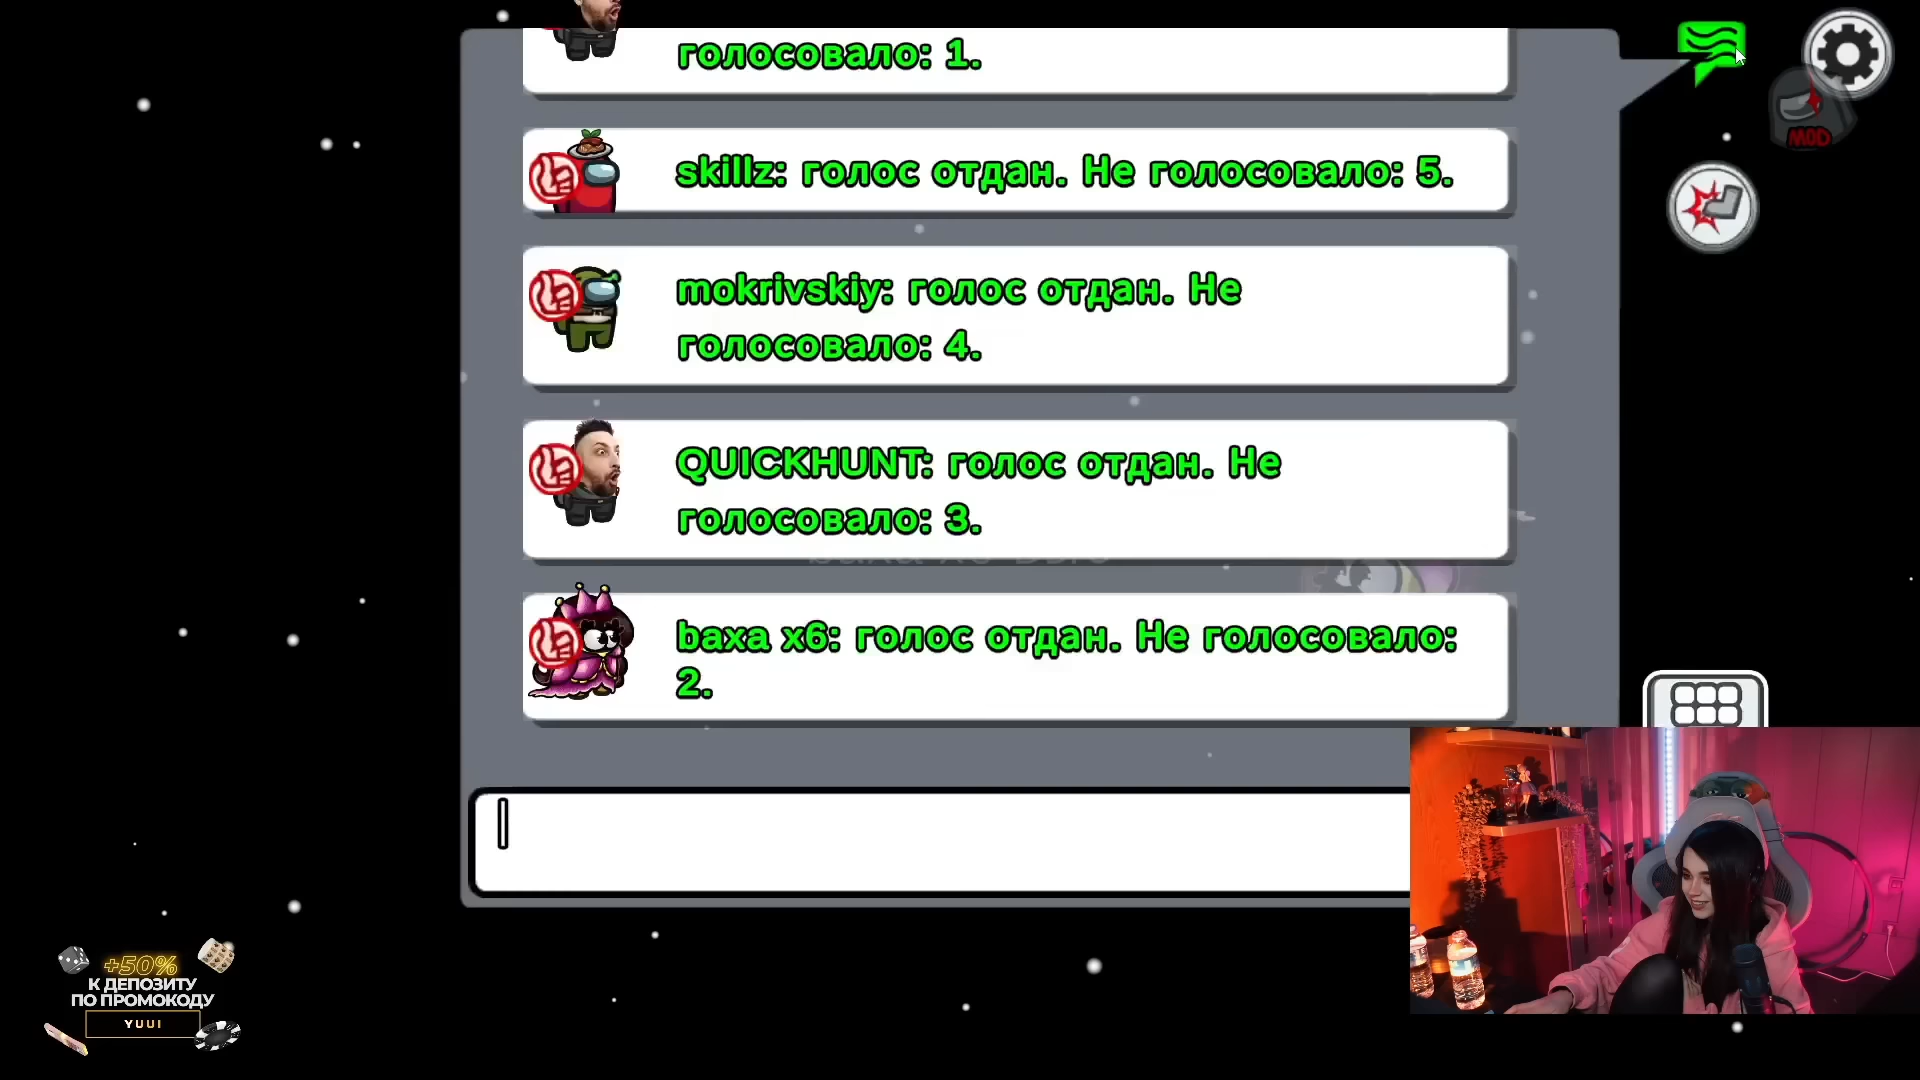 голосовало: 1.
MOD
skillz: голос отдан. Не голосовало: 5.
mokrivskiy: голос отдан. Не
голосовало: 4.
QUICKHUNT: голос отдан. Не
голосовало: 3.
baxa x6: голос отдан. Не голосовало:
2.
+50%
К ДЕПОЗИТУ
ПО ПРОМОКОДУ
YUUI